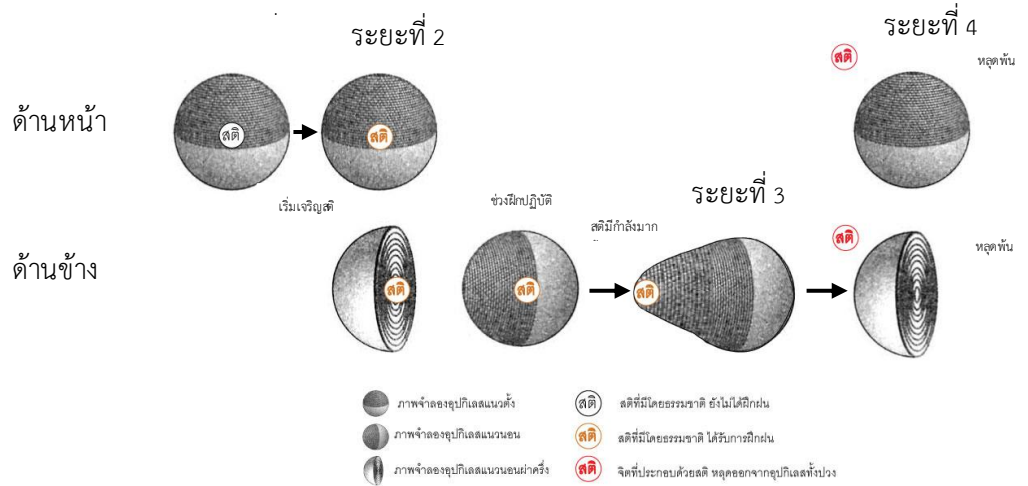 ระยะที่ 2
ระยะที่ 4
สติ
หลุดพ้น
ด้านหน้า
สติ
สติ
เริ่มเจริญสติ
ช่วงฝึกปฏิบัติ
ระยะที่ 3
สติมีกำลังมาก
สติ
หลุดพ้น
ด้านข้าง
สติ
สติ
สติ
ภาพจำลองอุปกิเลสแนวตั้ง
สติ สติที่มีโดยธรรมชาติ ยังไม่ได้ฝึกฝน
ภาพจำลองอุปกิเลสแนวนอน
สติ สติที่มีโดยธรรมชาติ ได้รับการฝึกฝน
ภาพจำลองอุปกิเลสแนวนอนผ่าครึ่ง
สติ จิตที่ประกอบด้วยสติ หลุดออกจากอุปกิเลสทั้งปวง